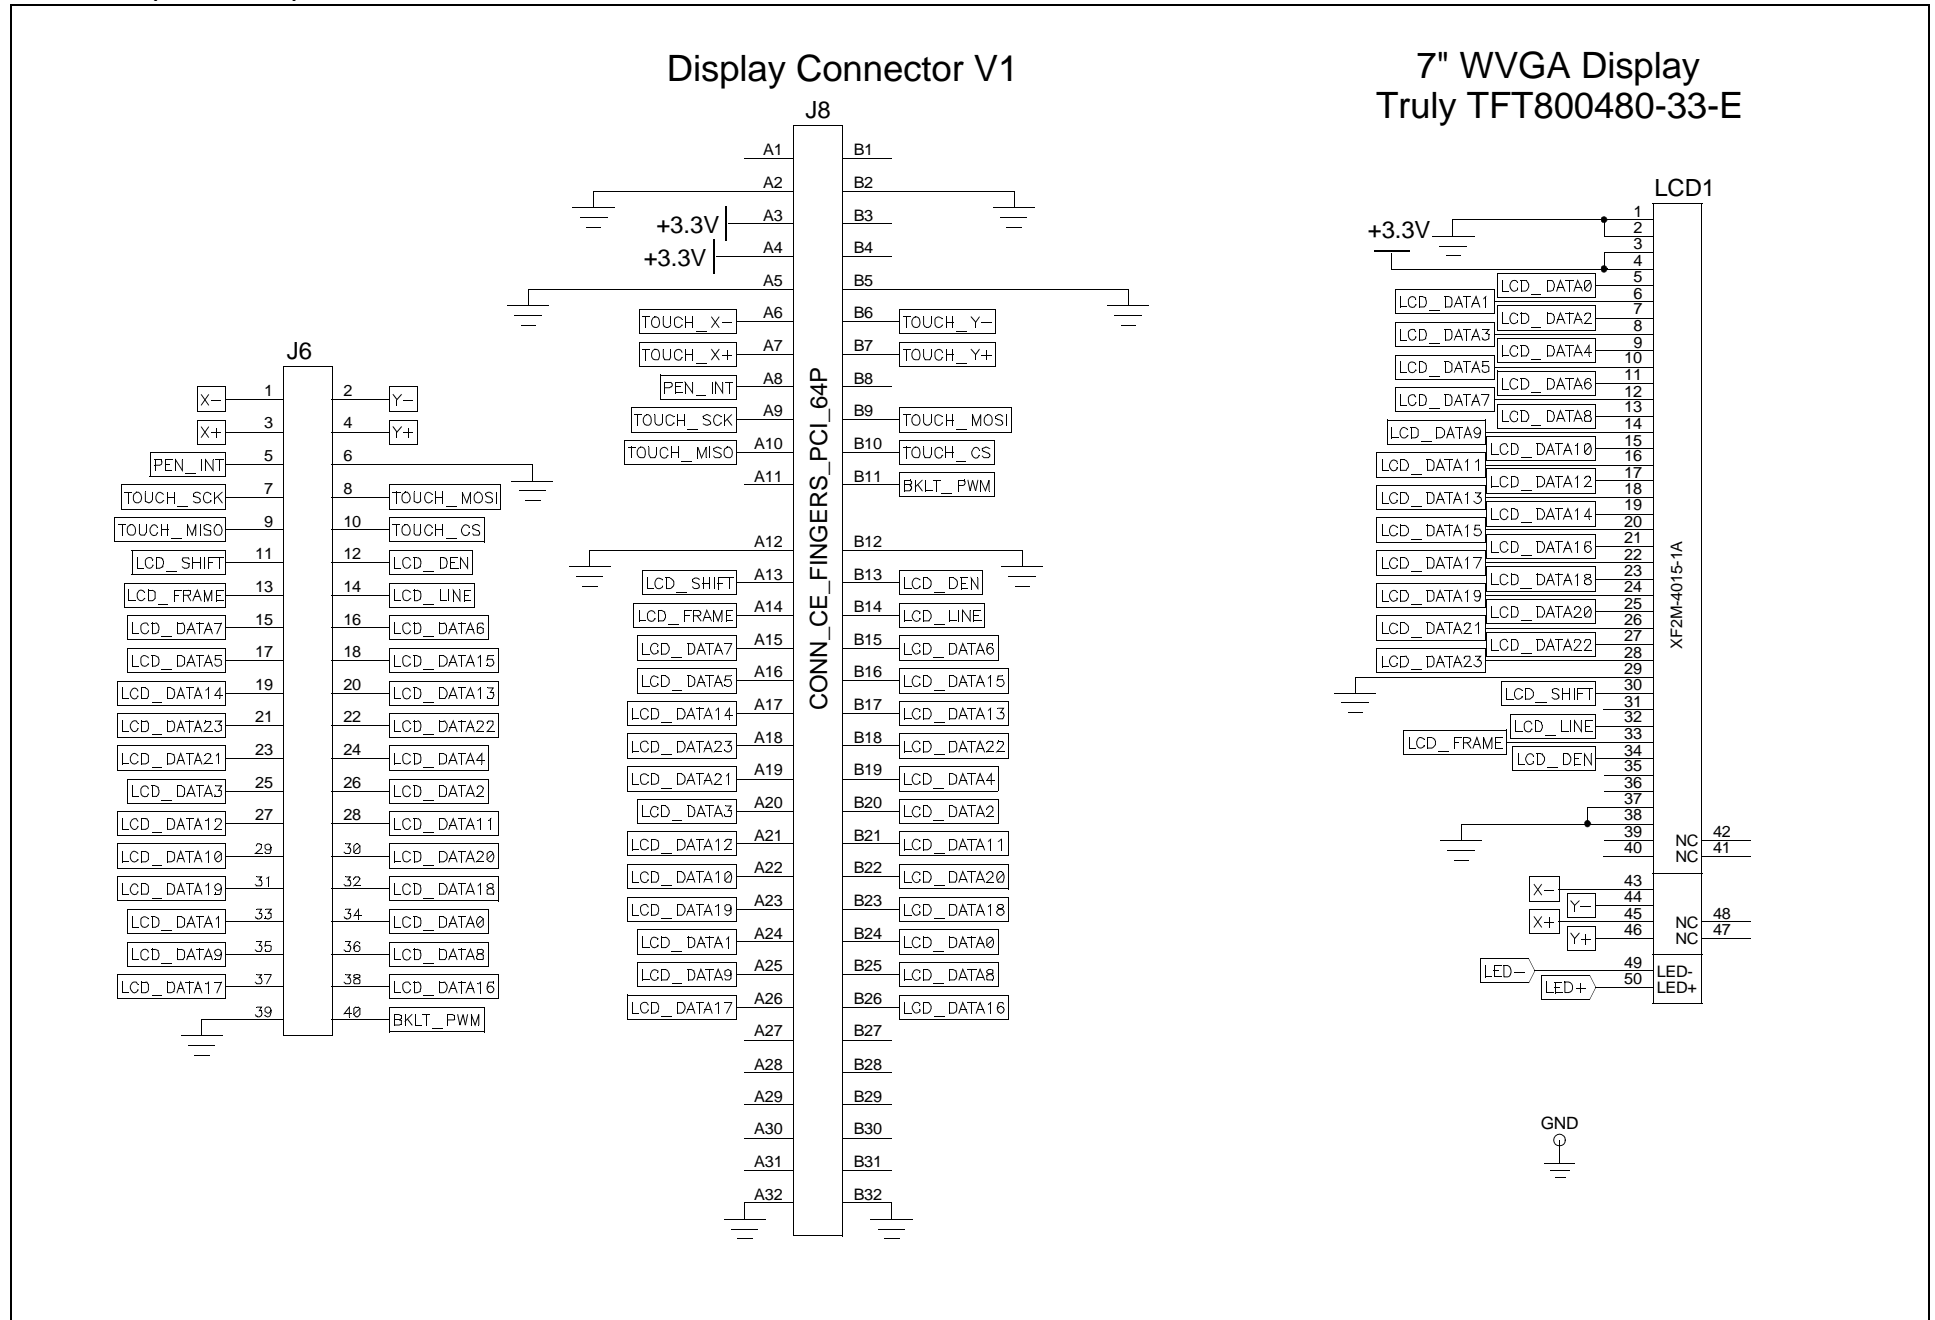 Display Connector V1
7" WVGA Display
Truly TFT800480-33-E
J6
X- 1 2 Y-
X+ 3 4 Y+
PEN_INT 5 6
TOUCH_SCK 7 8 TOUCH_MOSI
TOUCH_MISO 9 10 TOUCH_CS
LCD_SHIFT 11 12 LCD_DEN
LCD_FRAME 13 14 LCD_LINE
LCD_DATA7 15 16 LCD_DATA6
LCD_DATA5 17 18 LCD_DATA15
LCD_DATA14 19 20 LCD_DATA13
LCD_DATA23 21 22 LCD_DATA22
LCD_DATA21 23 24 LCD_DATA4
LCD_DATA3 25 26 LCD_DATA2
LCD_DATA12 27 28 LCD_DATA11
LCD_DATA10 29 30 LCD_DATA20
LCD_DATA19 31 32 LCD_DATA18
LCD_DATA1 33 34 LCD_DATA0
LCD_DATA9 35 36 LCD_DATA8
LCD_DATA17 37 38 LCD_DATA16
39 40 BKLT_PWM
J8
A1 B1
A2 B2
+3.3V A3 B3
+3.3V A4 B4
A5 B5
TOUCH_X- A6 B6 TOUCH_Y-
TOUCH_X+ A7 B7 TOUCH_Y+
PEN_INT A8 B8
TOUCH_SCK A9 B9 TOUCH_MOSI
TOUCH_MISO A10 B10 TOUCH_CS
A11 B11 BKLT_PWM
A12 B12
LCD_SHIFT A13 B13 LCD_DEN
LCD_FRAME A14 B14 LCD_LINE
LCD_DATA7 A15 B15 LCD_DATA6
LCD_DATA5 A16 B16 LCD_DATA15
LCD_DATA14 A17 B17 LCD_DATA13
LCD_DATA23 A18 B18 LCD_DATA22
LCD_DATA21 A19 B19 LCD_DATA4
LCD_DATA3 A20 B20 LCD_DATA2
LCD_DATA12 A21 B21 LCD_DATA11
LCD_DATA10 A22 B22 LCD_DATA20
LCD_DATA19 A23 B23 LCD_DATA18
LCD_DATA1 A24 B24 LCD_DATA0
LCD_DATA9 A25 B25 LCD_DATA8
LCD_DATA17 A26 B26 LCD_DATA16
A27 B27
A28 B28
A29 B29
A30 B30
A31 B31
A32 B32
CONN_CE_FINGERS_PCI_64P
LCD1
1
+3.3V 2
3
4
LCD_DATA0 5
LCD_DATA1 6
LCD_DATA2 7
LCD_DATA3 8
LCD_DATA4 9
LCD_DATA5 10
LCD_DATA6 11
LCD_DATA7 12
LCD_DATA8 13
LCD_DATA9 14
LCD_DATA10 15
LCD_DATA11 16
LCD_DATA12 17
LCD_DATA13 18
LCD_DATA14 19
LCD_DATA15 20
LCD_DATA16 21
LCD_DATA17 22
LCD_DATA18 23
LCD_DATA19 24
LCD_DATA20 25
LCD_DATA21 26
LCD_DATA22 27
LCD_DATA23 28
29
LCD_SHIFT 30
31
LCD_LINE 32
LCD_FRAME 33
LCD_DEN 34
35
36
37
38
39 NC 42
40 NC 41
X- 43
Y- 44
X+ 45 NC 48
Y+ 46 NC 47
LED- 49 LED-
LED+ 50 LED+
XF2M-4015-1A
GND